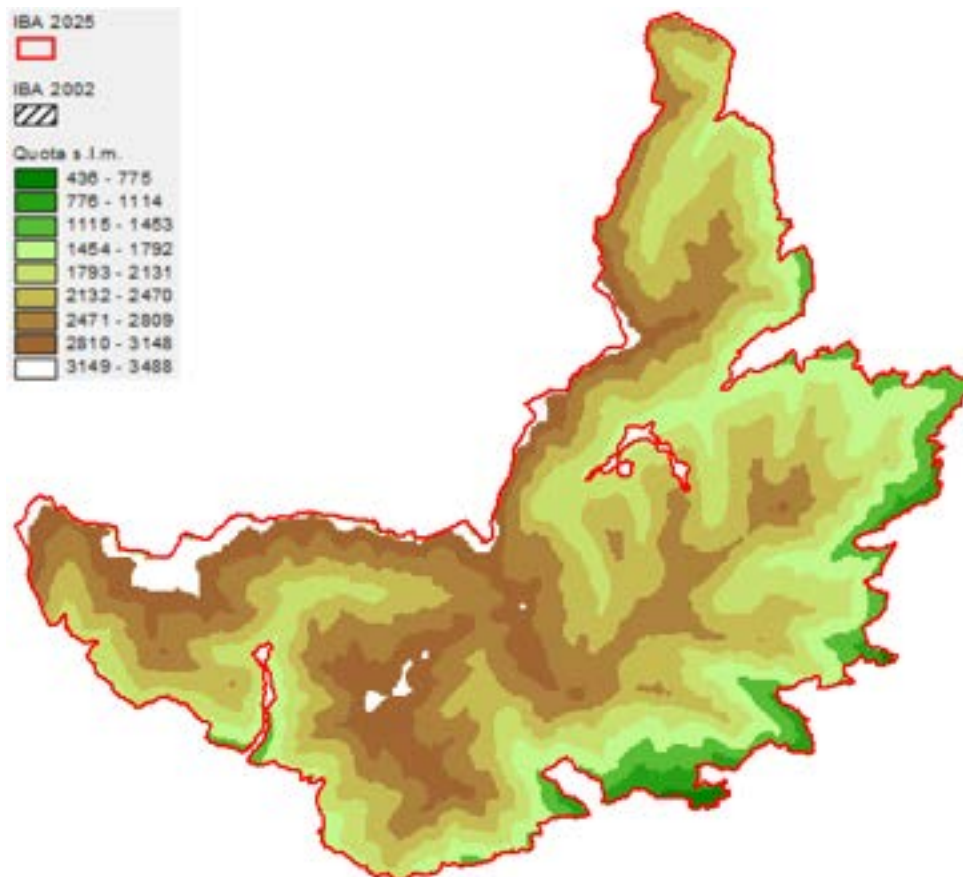 IBA 2025
IBA 2002
Quota s.l.m.
436 - 775
776 - 1114
1115 - 1453
1454 - 1792
1793 - 2131
2132 - 2470
2471 - 2809
2810 - 3148
3149 - 3488